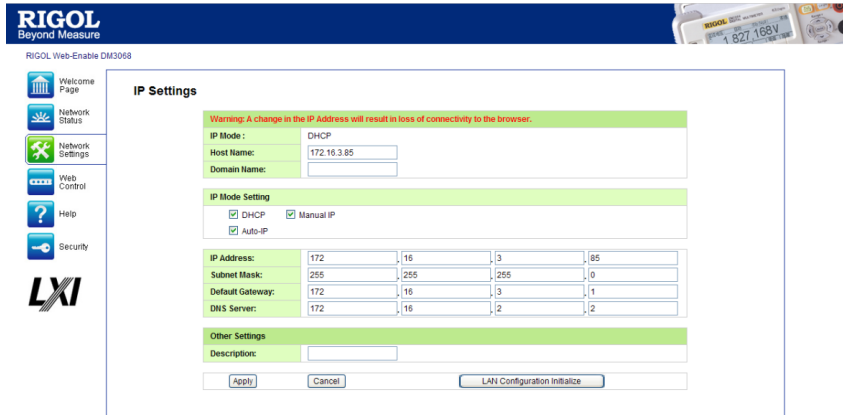 RIGOL
Beyond Measure
RIGOL
1 827,168V
RIGOL Web-Enable DM3068
Welcome
Page
Network
Status
Network
Settings
Web
Control
Help
Security
LXI
IP Settings
Warning: A change in the IP Address will result in loss of connectivity to the browser.
IP Mode : DHCP
Host Name: 172.16.3.85
Domain Name:
IP Mode Setting
DHCP Manual IP
Auto-IP
IP Address: 172 . 16 . 3 . 85
Subnet Mask: 255 . 255 . 255 . 0
Default Gateway: 172 . 16 . 3 . 1
DNS Server: 172 . 16 . 2 . 2
Other Settings
Description:
Apply Cancel LAN Configuration Initialize